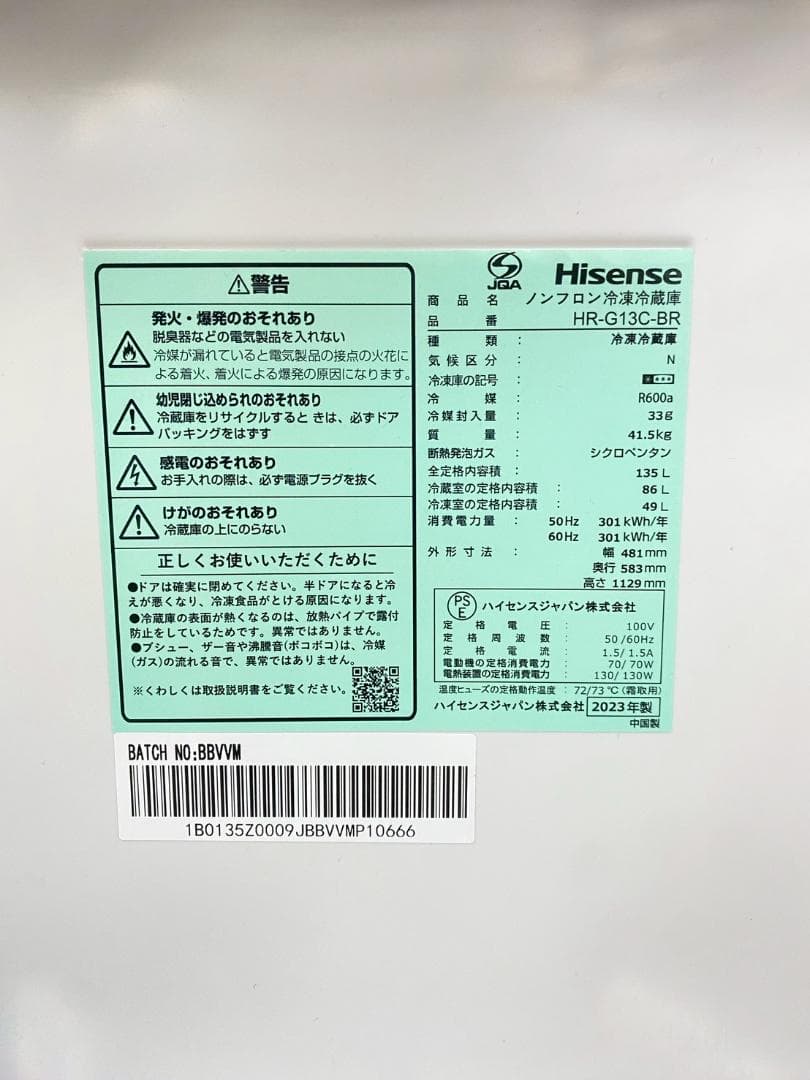 ⚠警告
発火・爆発のおそれあり
脱臭器などの電気製品を入れない
冷媒が漏れていると電気製品の接点の火花に
よる着火、着火による爆発の原因になります。
幼児閉じ込められのおそれあり
冷蔵庫をリサイクルするときは、必ずドア
パッキングをはずす
感電のおそれあり
お手入れの際は、必ず電源プラグを抜く
けがのおそれあり
冷蔵庫の上にのらない
正しくお使いいただくために
●ドアは確実に閉めてください。半ドアになると冷
えが悪くなり、冷凍食品がとける原因になります。
●冷蔵庫の表面が熱くなるのは、放熱パイプで露付
防止をしているためです。異常ではありません。
●プシュー、ザー音や沸騰音(ポコポコ)は、冷媒
(ガス)の流れる音で、異常ではありません。
※くわしくは取扱説明書をご覧ください。
JQA Hisense
商品名 ノンフロン冷凍冷蔵庫
品番 HR-G13C-BR
種類: 冷凍冷蔵庫
気候区分: N
冷凍庫の記号:
冷媒: R600a
冷媒封入量: 33g
質量: 41.5kg
断熱発泡ガス: シクロペンタン
全定格内容積: 135L
冷蔵室の定格内容積: 86L
冷凍室の定格内容積: 49L
消費電力量: 50Hz 301kWh/年
60Hz 301kWh/年
外形寸法: 幅 481mm
奥行 583mm
高さ 1129mm
PSE ハイセンスジャパン株式会社
定格電圧: 100V
定格周波数: 50/60Hz
定格電流: 1.5/1.5A
電動機の定格消費電力: 70/70W
電熱装置の定格消費電力: 130/130W
温度ヒューズの定格動作温度: 72/73℃(霜取用)
ハイセンスジャパン株式会社 2023年製
中国製
BATCH NO:BBVVM
1B0135Z0009JBBVVMP10666